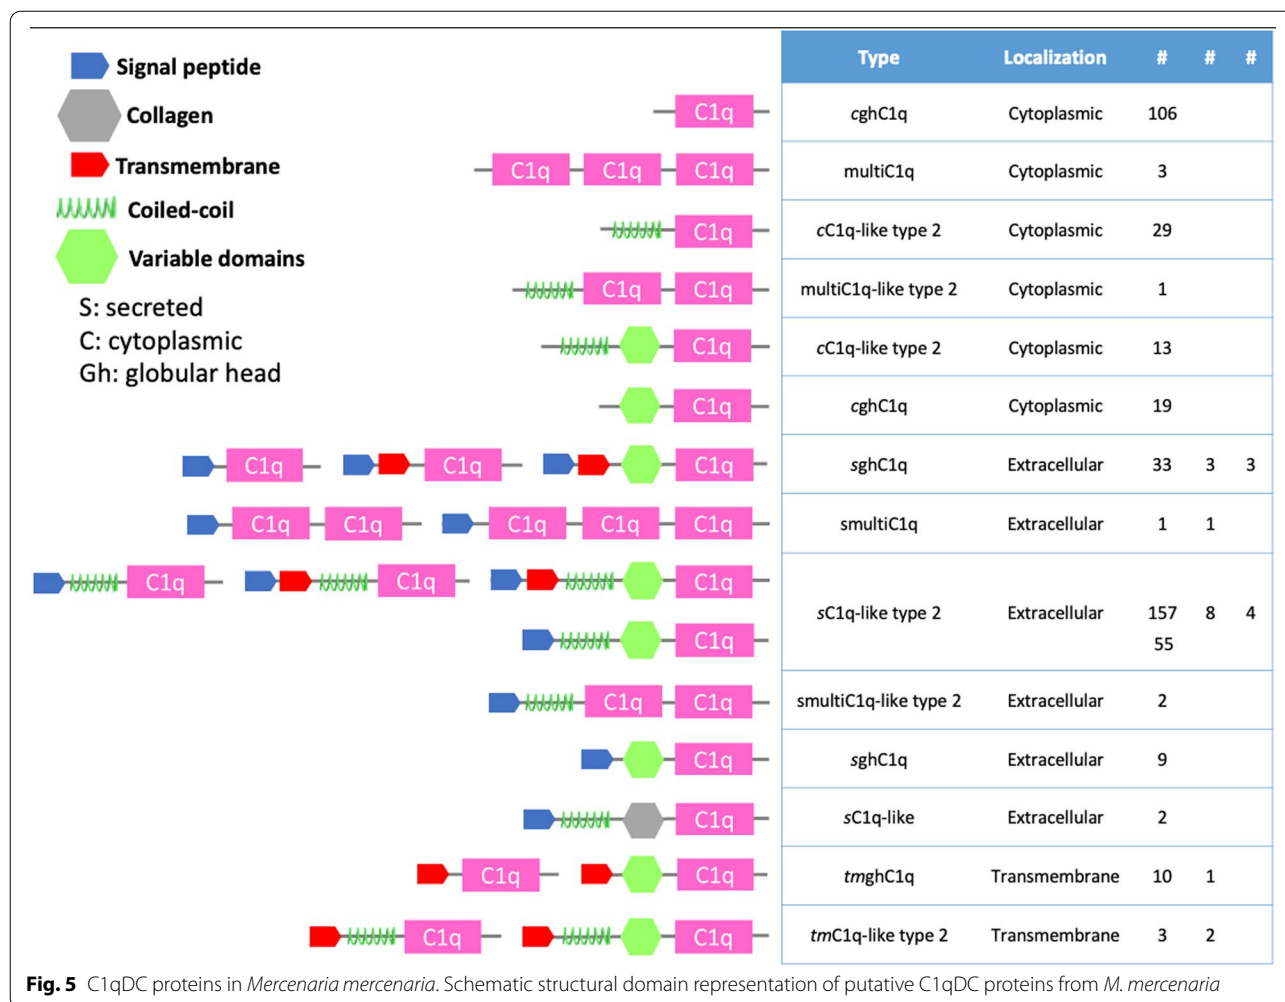 Signal peptide
Collagen
Transmembrane
Coiled-coil
Variable domains
S: secreted
C: cytoplasmic
Gh: globular head
Type Localization # # #
C1q cghC1q Cytoplasmic 106
C1q C1q C1q multiC1q Cytoplasmic 3
C1q cC1q-like type 2 Cytoplasmic 29
C1q C1q multiC1q-like type 2 Cytoplasmic 1
C1q cC1q-like type 2 Cytoplasmic 13
C1q cghC1q Cytoplasmic 19
C1q C1q C1q sghC1q Extracellular 33 3 3
C1q C1q C1q C1q C1q smultiC1q Extracellular 1 1
C1q C1q C1q
sC1q-like type 2 Extracellular 157 8 4
C1q 55
C1q C1q smultiC1q-like type 2 Extracellular 2
C1q sghC1q Extracellular 9
C1q sC1q-like Extracellular 2
C1q C1q tmghC1q Transmembrane 10 1
C1q C1q tmC1q-like type 2 Transmembrane 3 2
Fig. 5 C1qDC proteins in Mercenaria mercenaria. Schematic structural domain representation of putative C1qDC proteins from M. mercenaria